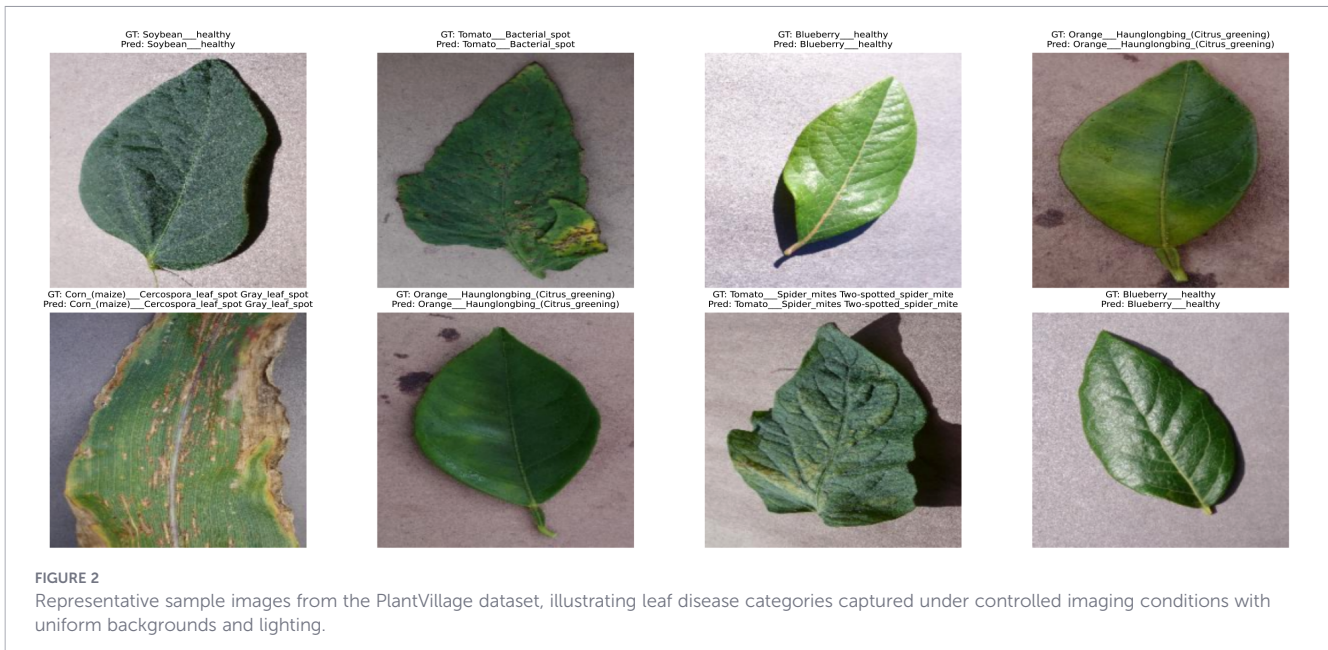 GT: Soybean___healthy
Pred: Soybean___healthy
GT: Tomato___Bacterial_spot
Pred: Tomato___Bacterial_spot
GT: Blueberry___healthy
Pred: Blueberry___healthy
GT: Orange___Haunglongbing_(Citrus_greening)
Pred: Orange___Haunglongbing_(Citrus_greening)
GT: Corn_(maize)___Cercospora_leaf_spot Gray_leaf_spot
Pred: Corn_(maize)___Cercospora_leaf_spot Gray_leaf_spot
GT: Orange___Haunglongbing_(Citrus_greening)
Pred: Orange___Haunglongbing_(Citrus_greening)
GT: Tomato___Spider_mites Two-spotted_spider_mite
Pred: Tomato___Spider_mites Two-spotted_spider_mite
GT: Blueberry___healthy
Pred: Blueberry___healthy
FIGURE 2
Representative sample images from the PlantVillage dataset, illustrating leaf disease categories captured under controlled imaging conditions with
uniform backgrounds and lighting.